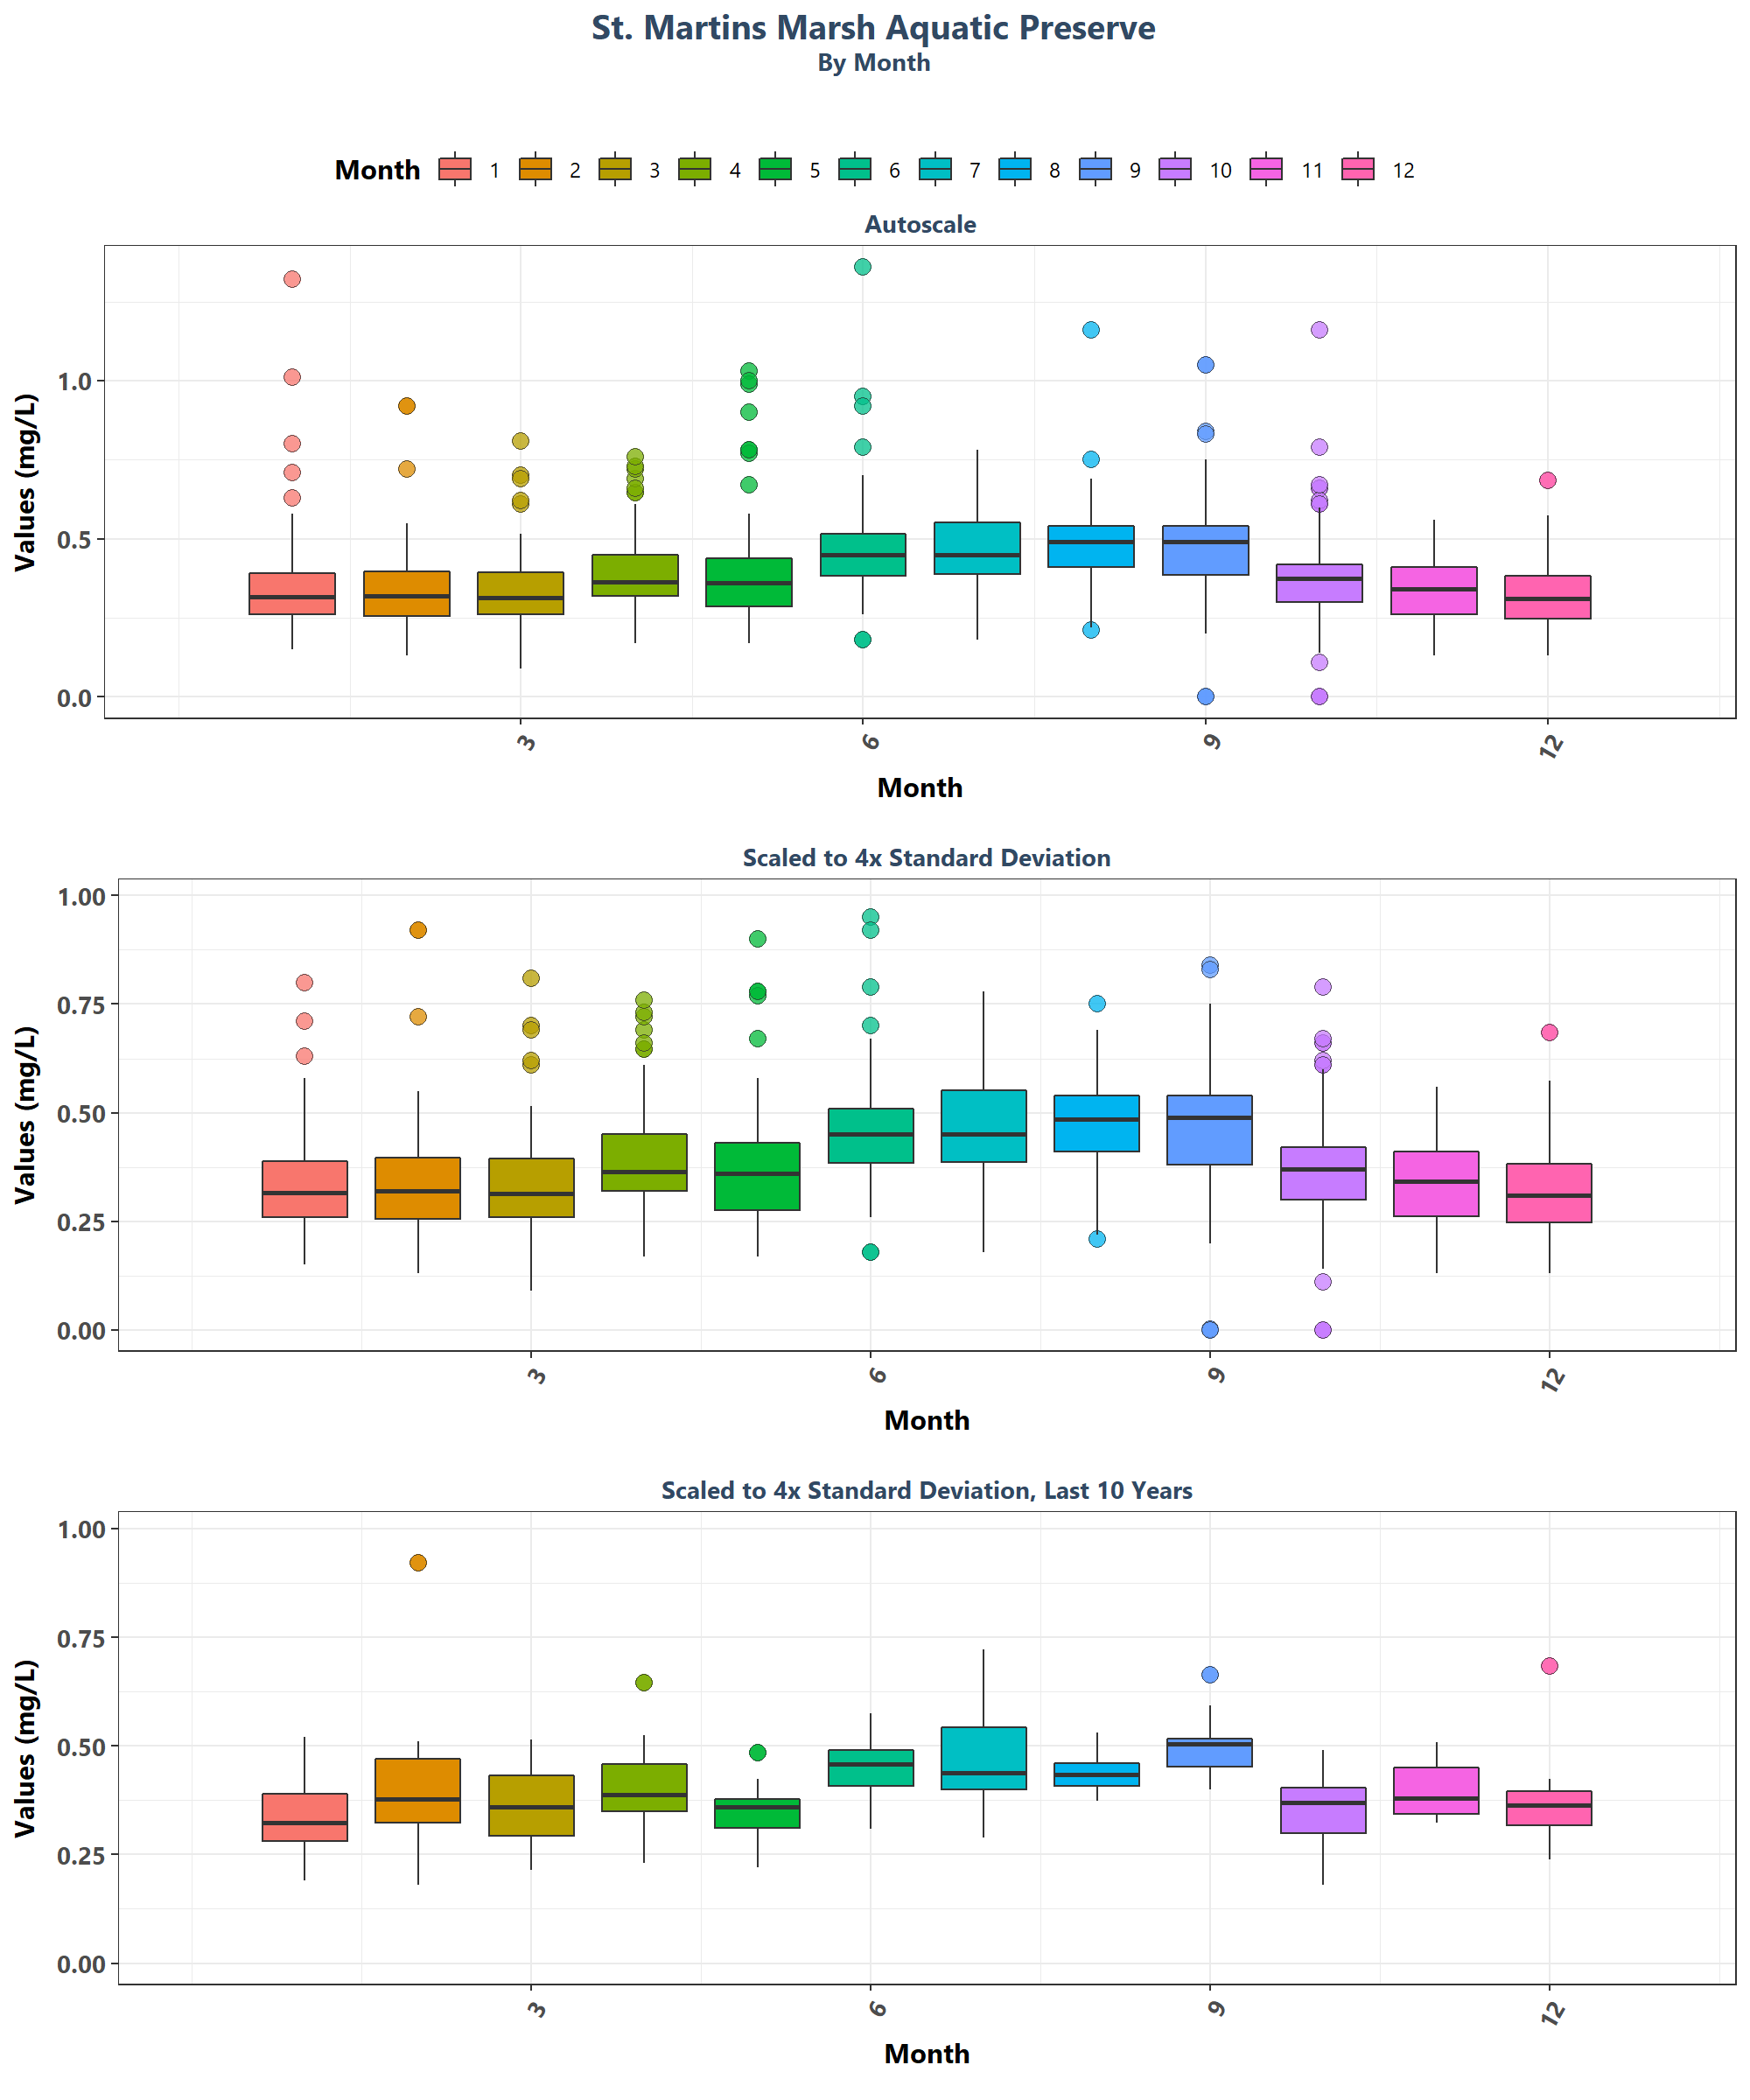 St. Martins Marsh Aquatic Preserve
By Month
Month 1 2 3 4 5 6 7 8 9 10 11 12
Autoscale
Values (mg/L)
1.0
0.5
0.0
3 6 9 12
Month
Scaled to 4x Standard Deviation
Values (mg/L)
1.00
0.75
0.50
0.25
0.00
3 6 9 12
Month
Scaled to 4x Standard Deviation, Last 10 Years
Values (mg/L)
1.00
0.75
0.50
0.25
0.00
3 6 9 12
Month